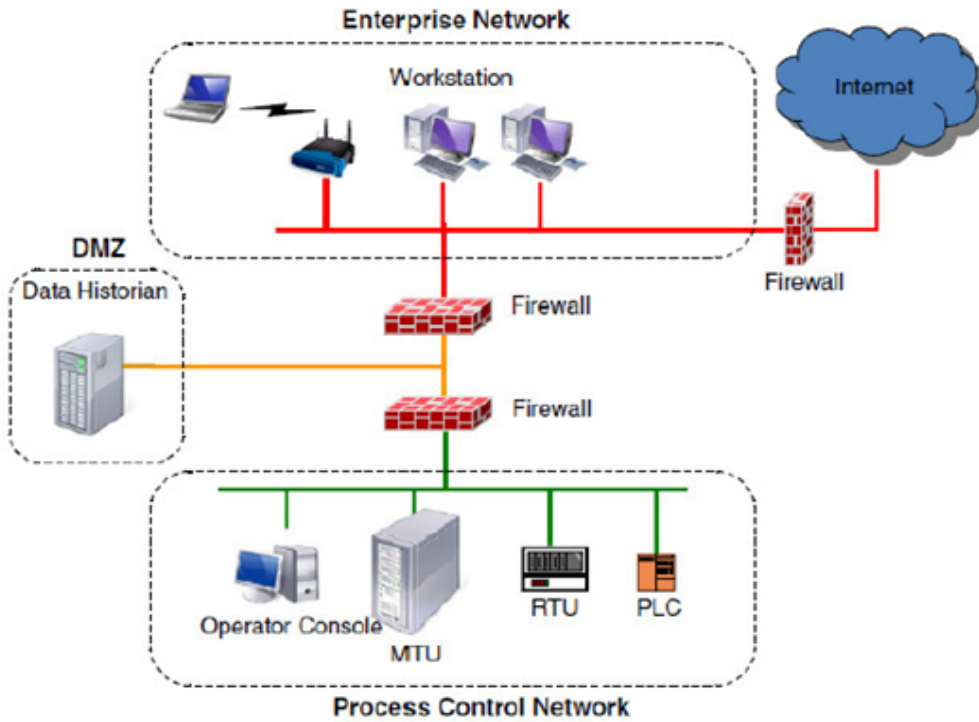 Enterprise Network
Workstation
Internet
Firewall
DMZ
Data Historian
Firewall
Firewall
Operator Console
MTU
RTU
PLC
Process Control Network